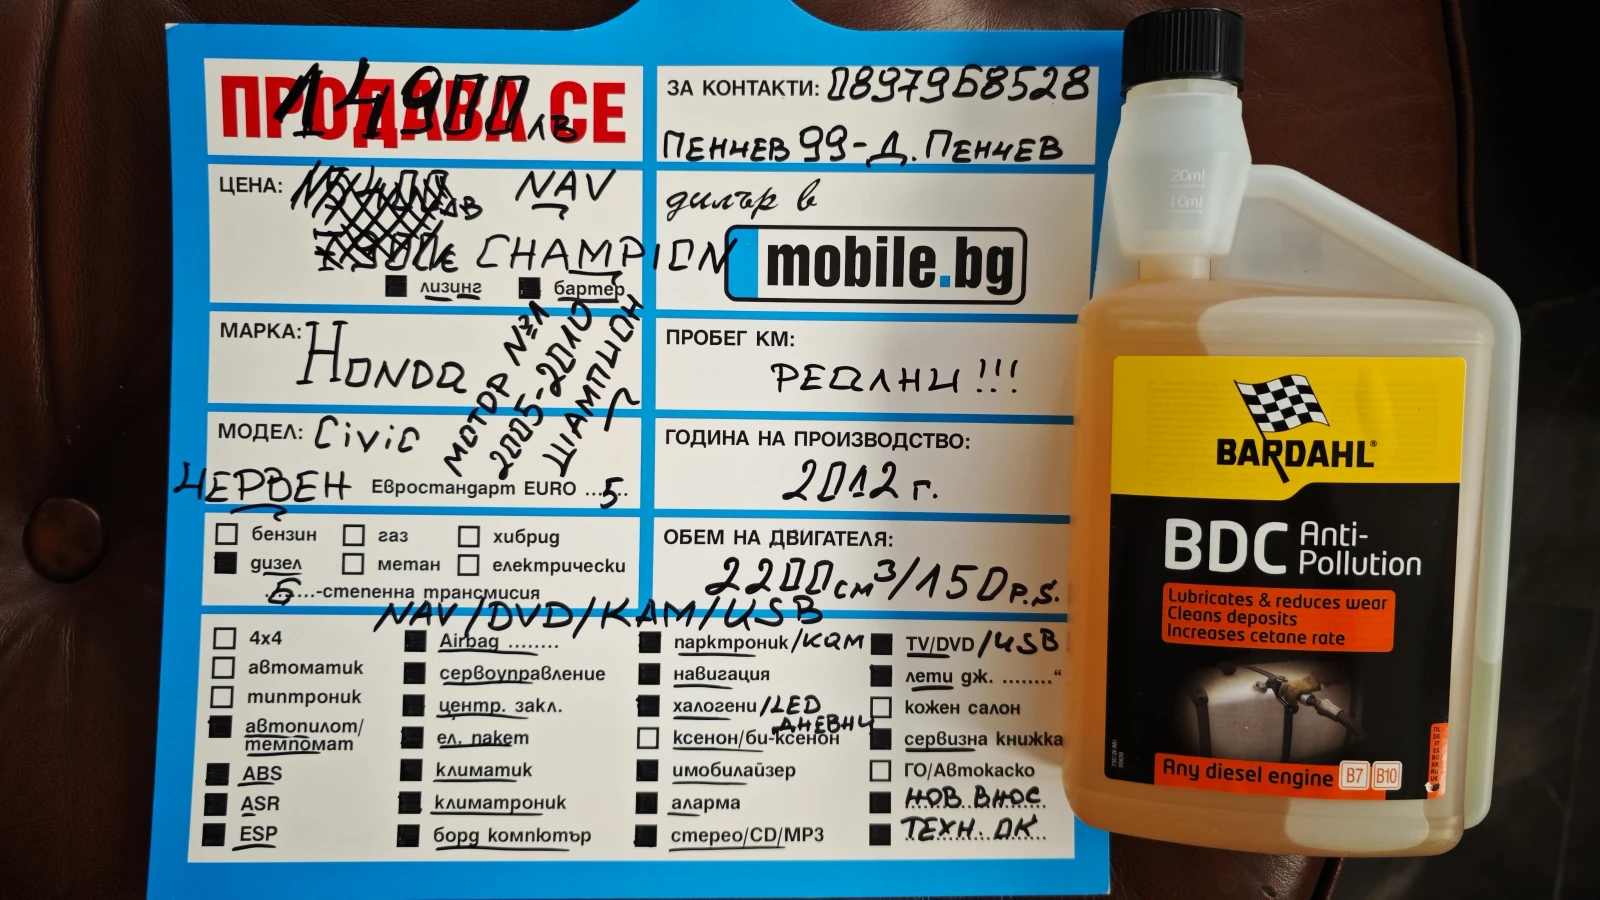 ПРОДАВА СЕ
14900лв
ЗА КОНТАКТИ: 0897968528
ПЕНЧЕВ 99-Д. ПЕНЧЕВ
ЦЕНА:
NAV
CHAMPION
лизинг бартер
дилър в
mobile.bg
МАРКА: HONDA
МОТОР №1
2005-2010
ШАМПИОН
ПРОБЕГ КМ:
РЕАЛНИ!!!
МОДЕЛ: Civic
ЧЕРВЕН Евростандарт EURO ...5...
ГОДИНА НА ПРОИЗВОДСТВО:
2012 г.
бензин газ хибрид
дизел метан електрически
6 -степенна трансмисия
ОБЕМ НА ДВИГАТЕЛЯ:
2200см³/150P.S.
NAV/DVD/KAM/USB
4x4 Airbag ........ парктроник/КАМ TV/DVD/USB
автоматик сервоуправление навигация лети дж. ........“
типтроник центр. закл. халогени/LED ДНЕВНИ кожен салон
автопилот/темпомат ел. пакет ксенон/би-ксенон сервизна книжка
ABS климатик имобилайзер ГО/Автокаско
ASR климатроник аларма НОВ ВНОС
ESP борд компютър стерео/CD/MP3 ТЕХН. ОК
20ml
10ml
BARDAHL®
BDC Anti-Pollution
Lubricates & reduces wear
Cleans deposits
Increases cetane rate
Any diesel engine B7 B10